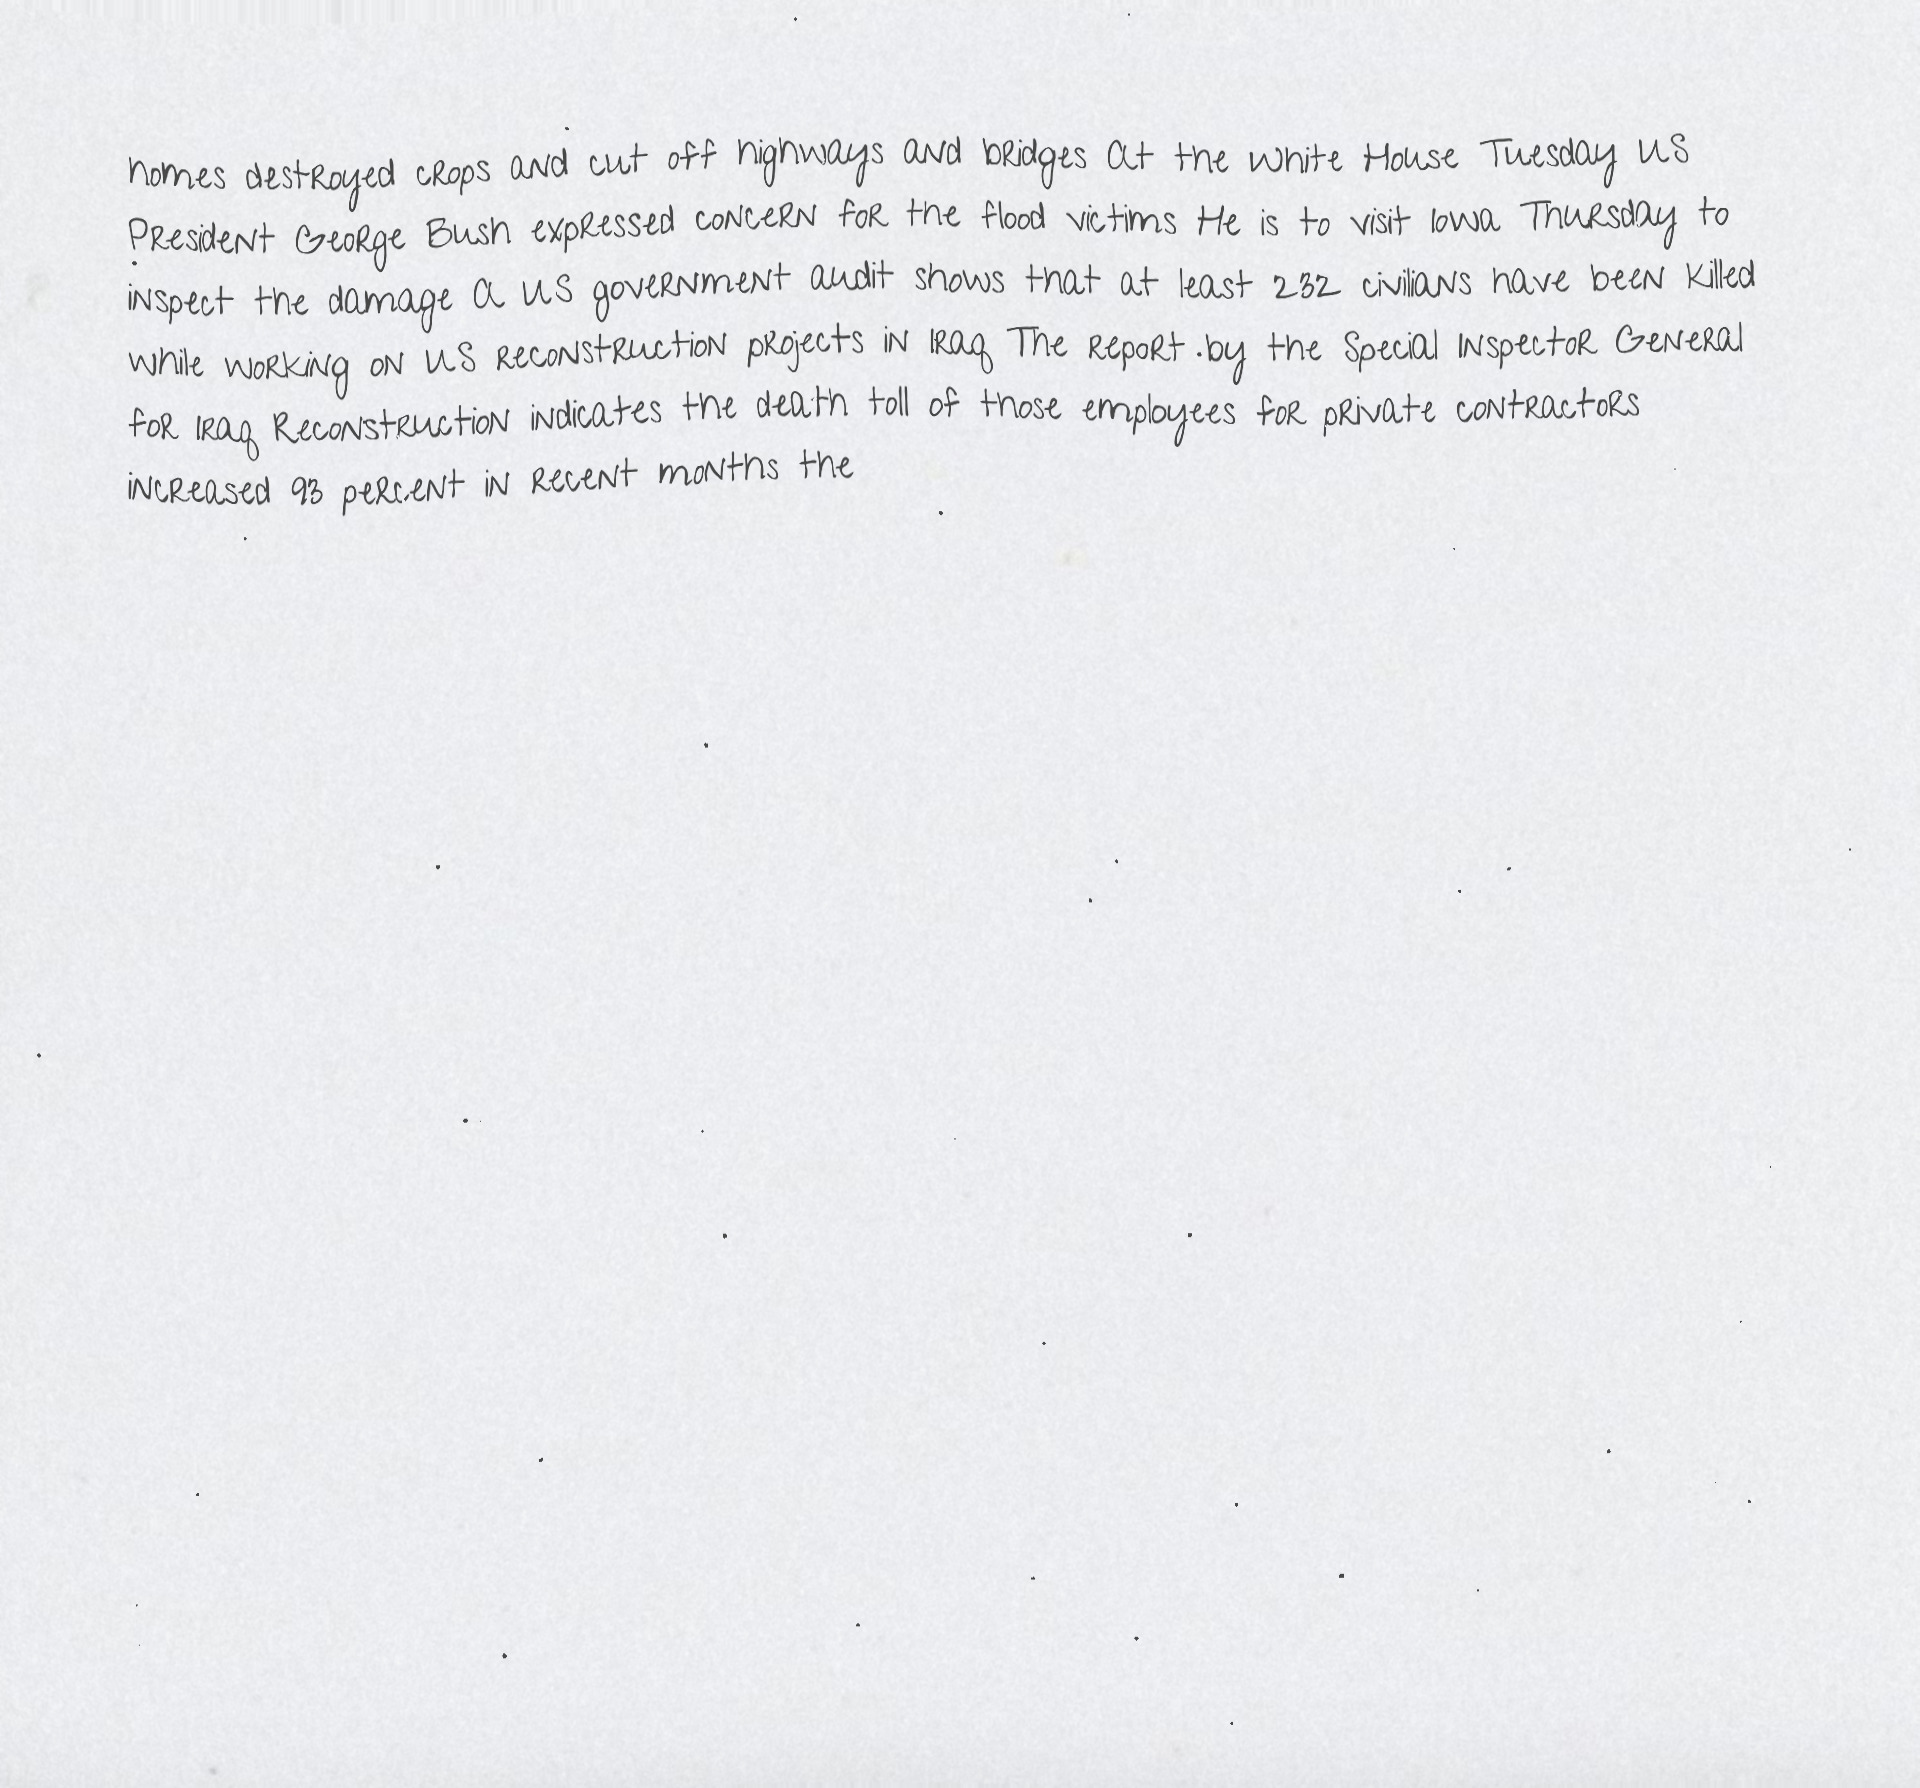 homes destroyed crops and cut off highways and bridges At the White House Tuesday US
President George Bush expressed concern for the flood victims He is to visit Iowa Thursday to
inspect the damage A US government audit shows that at least 232 civilians have been killed
while working on US reconstruction projects in Iraq The report by the Special Inspector General
for Iraq Reconstruction indicates the death toll of those employees for private contractors
increased 93 percent in recent months the